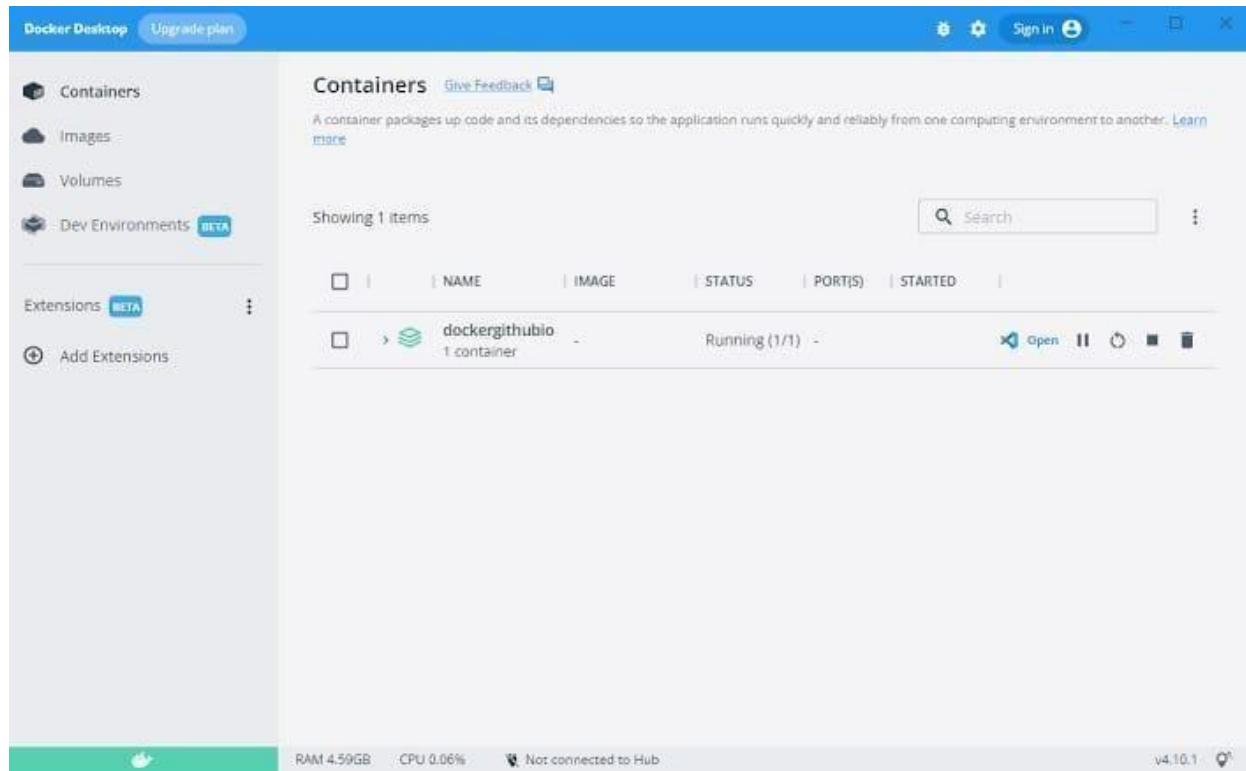 Docker Desktop Upgrade plan Sign in
Containers
Images
Volumes
Dev Environments BETA
Extensions BETA
Add Extensions
Containers Give Feedback
A container packages up code and its dependencies so the application runs quickly and reliably from one computing environment to another. Learn
more
Showing 1 items
Search
NAME IMAGE STATUS PORT(S) STARTED
dockergithubio - Running (1/1) - Open
1 container
RAM 4.59GB CPU 0.06% Not connected to Hub v4.10.1